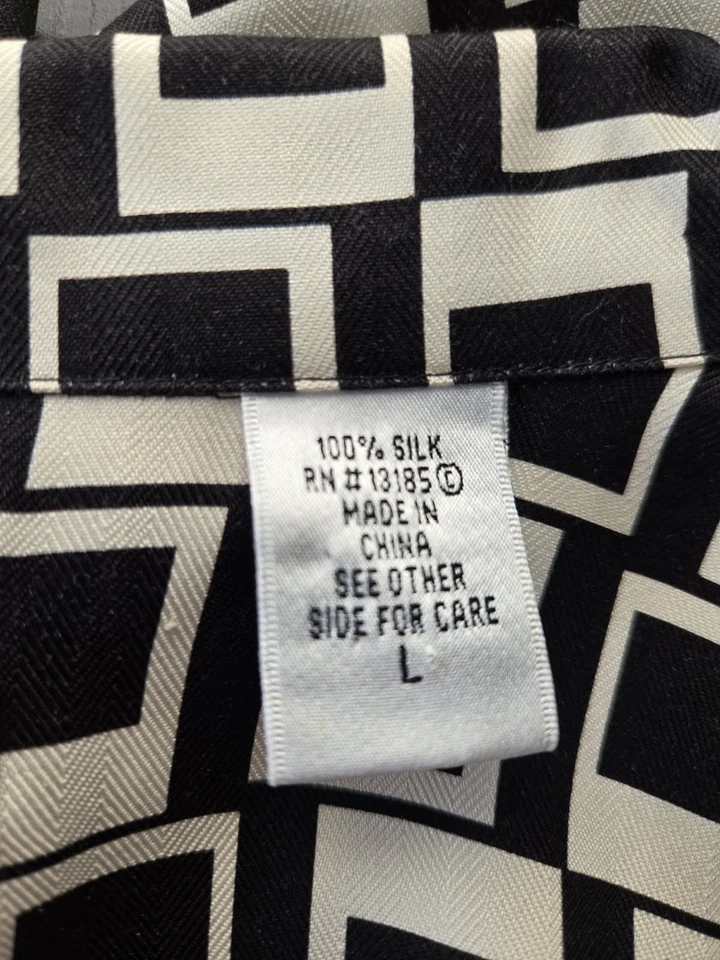 100% SILK
RN # 13185 ©
MADE IN
CHINA
SEE OTHER
SIDE FOR CARE
L